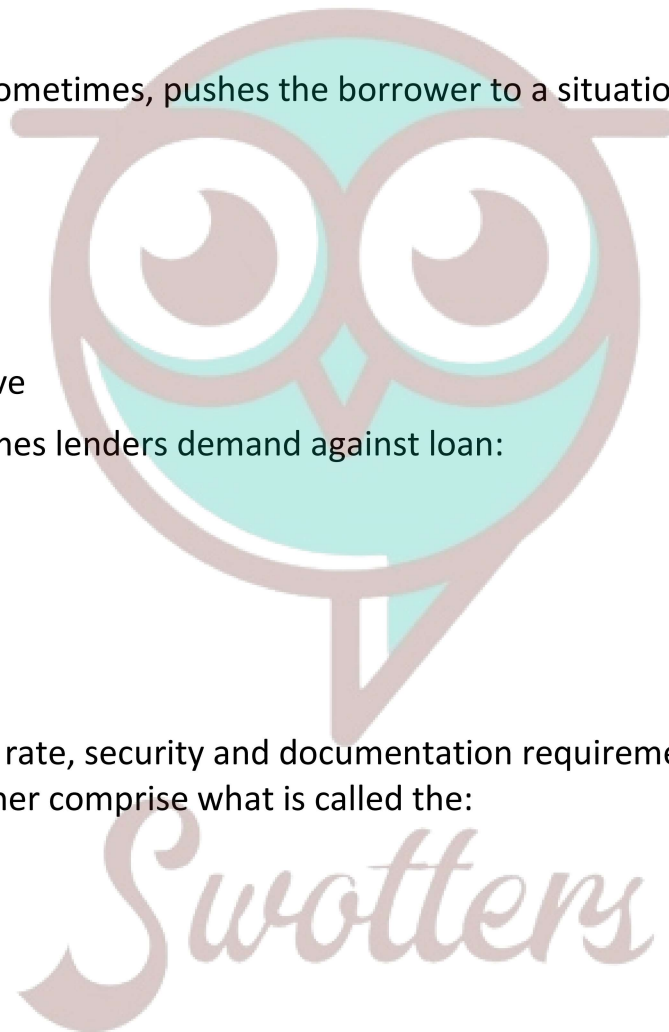 ometimes, pushes the borrower to a situatio
ve
nes lenders demand against loan:
rate, security and documentation requireme
her comprise what is called the:
Swotters